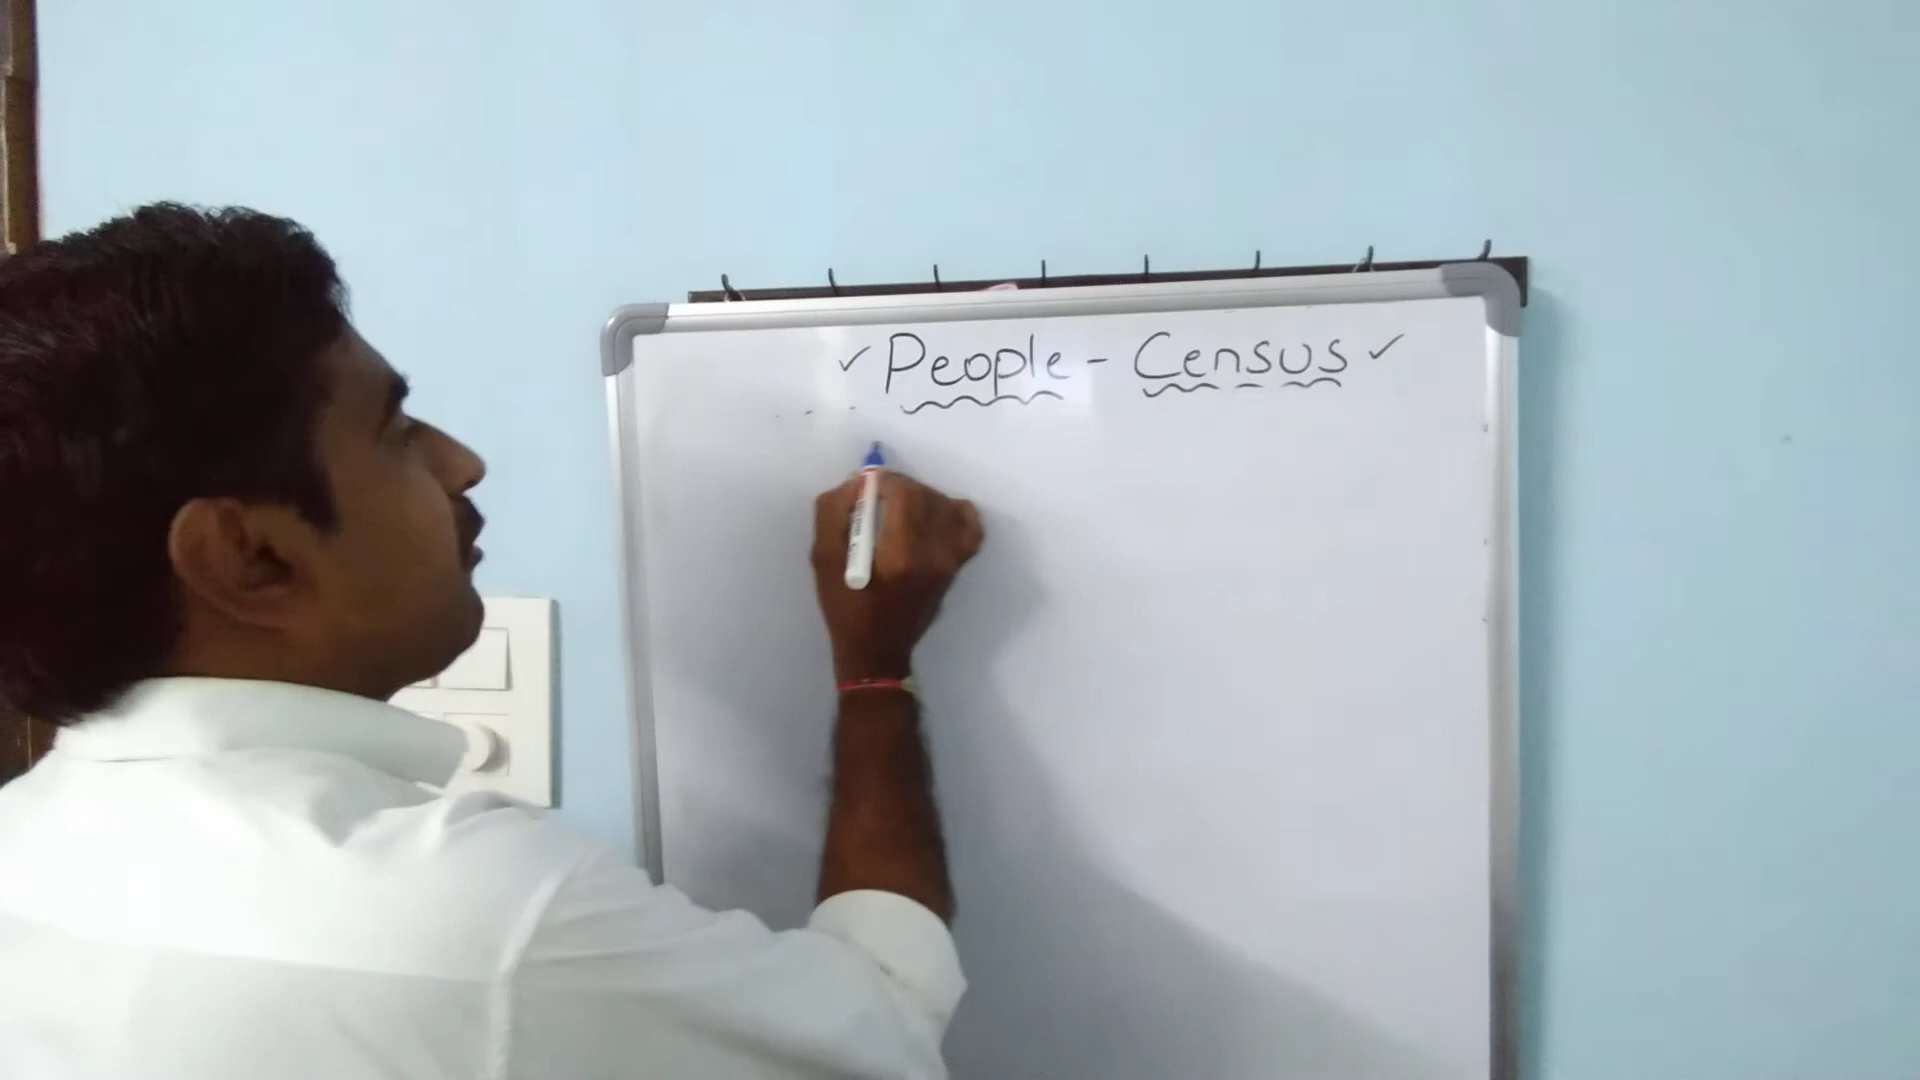 ✓ People - Census ✓